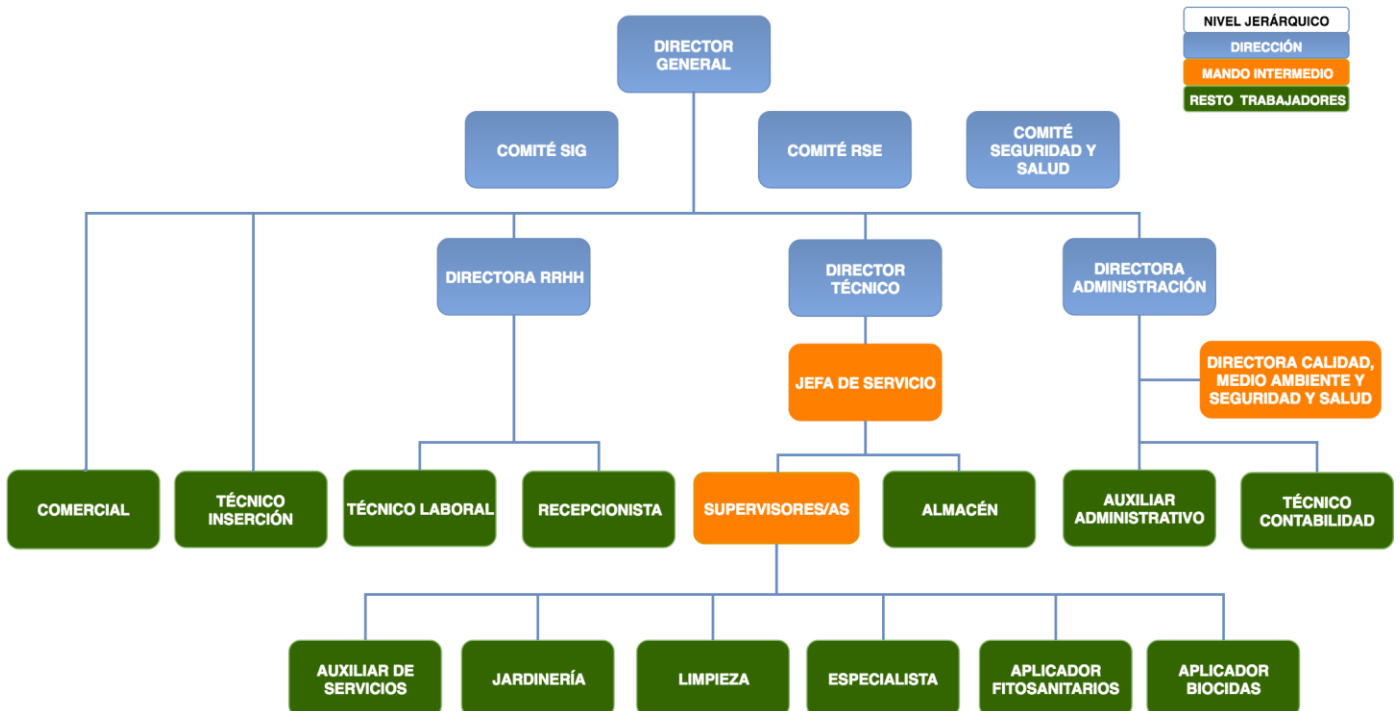 NIVEL JERÁRQUICO
DIRECCIÓN
MANDO INTERMEDIO
RESTO TRABAJADORES
DIRECTOR
GENERAL
COMITÉ SIG
COMITÉ RSE
COMITÉ
SEGURIDAD Y
SALUD
DIRECTORA RRHH
DIRECTOR
TÉCNICO
DIRECTORA
ADMINISTRACIÓN
JEFA DE SERVICIO
DIRECTORA CALIDAD,
MEDIO AMBIENTE Y
SEGURIDAD Y SALUD
COMERCIAL
TÉCNICO
INSERCIÓN
TÉCNICO LABORAL
RECEPCIONISTA
SUPERVISORES/AS
ALMACÉN
AUXILIAR
ADMINISTRATIVO
TÉCNICO
CONTABILIDAD
AUXILIAR DE
SERVICIOS
JARDINERÍA
LIMPIEZA
ESPECIALISTA
APLICADOR
FITOSANITARIOS
APLICADOR
BIOCIDAS